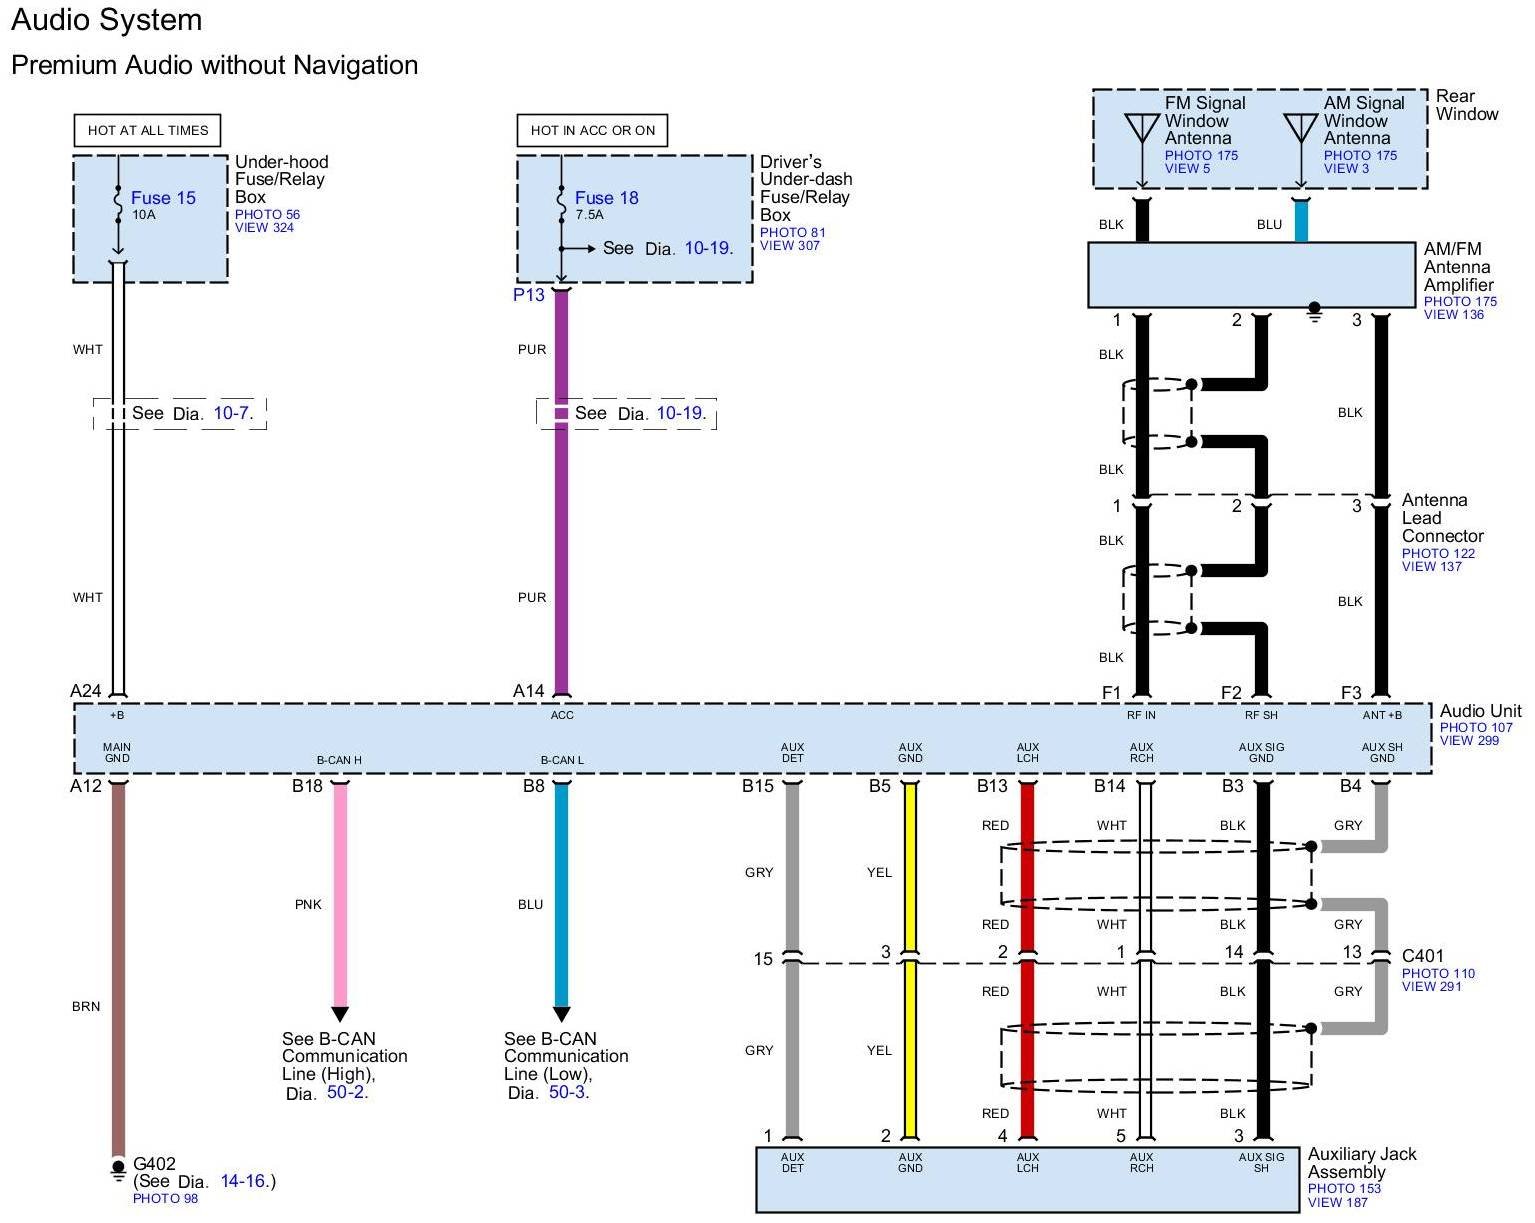 Audio System
Premium Audio without Navigation
HOT AT ALL TIMES
Under-hood
Fuse/Relay
Box
PHOTO 56
VIEW 324
Fuse 15
10A
HOT IN ACC OR ON
Driver's
Under-dash
Fuse/Relay
Box
PHOTO 81
VIEW 307
Fuse 18
7.5A
See Dia. 10-19.
P13
FM Signal
Window
Antenna
PHOTO 175
VIEW 5
AM Signal
Window
Antenna
PHOTO 175
VIEW 3
Rear
Window
BLK
BLU
AM/FM
Antenna
Amplifier
PHOTO 175
VIEW 136
1
2
3
WHT
PUR
BLK
See Dia. 10-7.
See Dia. 10-19.
BLK
BLK
1
2
3
Antenna
Lead
Connector
PHOTO 122
VIEW 137
BLK
WHT
PUR
BLK
BLK
A24
A14
F1
F2
F3
+B
ACC
RF IN
RF SH
ANT +B
Audio Unit
PHOTO 107
VIEW 299
MAIN
GND
B-CAN H
B-CAN L
AUX
DET
AUX
GND
AUX
LCH
AUX
RCH
AUX SIG
GND
AUX SH
GND
A12
B18
B8
B15
B5
B13
B14
B3
B4
RED
WHT
BLK
GRY
GRY
YEL
PNK
BLU
RED
WHT
BLK
GRY
15
3
2
1
14
13
C401
PHOTO 110
VIEW 291
RED
WHT
BLK
GRY
BRN
See B-CAN
Communication
Line (High),
Dia. 50-2.
See B-CAN
Communication
Line (Low),
Dia. 50-3.
GRY
YEL
RED
WHT
BLK
1
2
4
5
3
AUX
DET
AUX
GND
AUX
LCH
AUX
RCH
AUX SIG
SH
Auxiliary Jack
Assembly
PHOTO 153
VIEW 187
G402
(See Dia. 14-16.)
PHOTO 98